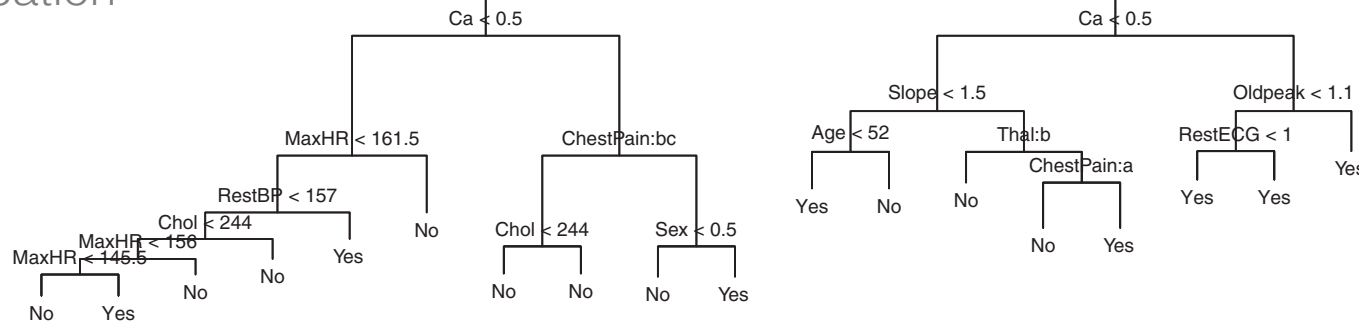 Ca < 0.5
MaxHR < 161.5
ChestPain:bc
RestBP < 157
Chol < 244
MaxHR < 156
MaxHR < 145.5
No
Yes
No
No
Yes
No
Chol < 244
Sex < 0.5
No
No
No
Yes
Ca < 0.5
Slope < 1.5
Oldpeak < 1.1
Age < 52
Thal:b
RestECG < 1
ChestPain:a
Yes
No
No
No
Yes
Yes
Yes
Yes